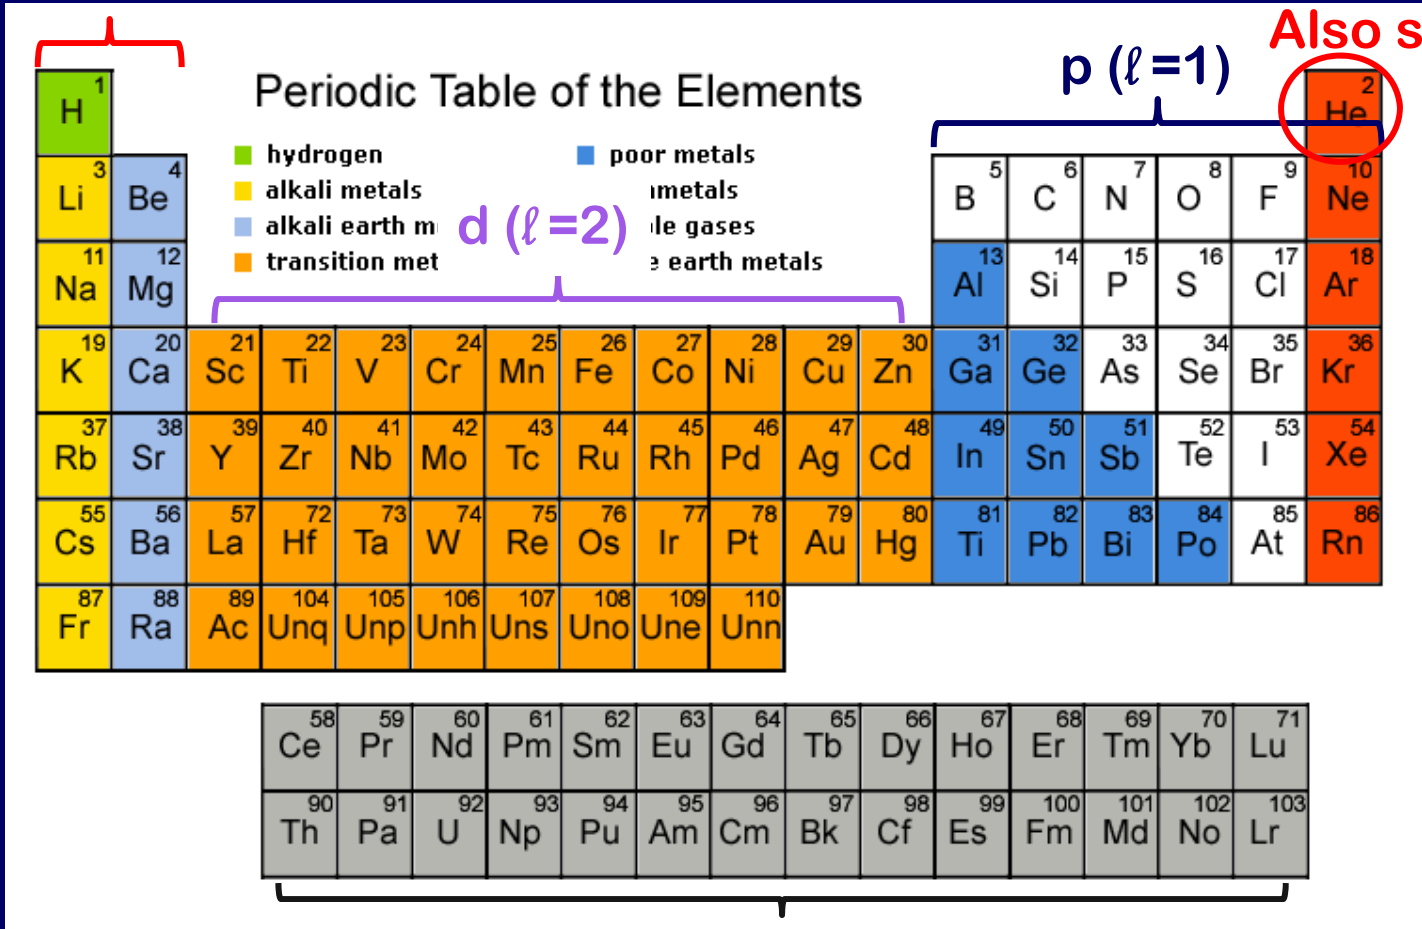 Also s
p (ℓ=1)
Periodic Table of the Elements
hydrogen
poor metals
alkali metals
metals
alkali earth m
d (ℓ=2)
le gases
transition met
e earth metals
1 H
2 He
3 Li 4 Be 5 B 6 C 7 N 8 O 9 F 10 Ne
11 Na 12 Mg 13 Al 14 Si 15 P 16 S 17 Cl 18 Ar
19 K 20 Ca 21 Sc 22 Ti 23 V 24 Cr 25 Mn 26 Fe 27 Co 28 Ni 29 Cu 30 Zn 31 Ga 32 Ge 33 As 34 Se 35 Br 36 Kr
37 Rb 38 Sr 39 Y 40 Zr 41 Nb 42 Mo 43 Tc 44 Ru 45 Rh 46 Pd 47 Ag 48 Cd 49 In 50 Sn 51 Sb 52 Te 53 I 54 Xe
55 Cs 56 Ba 57 La 72 Hf 73 Ta 74 W 75 Re 76 Os 77 Ir 78 Pt 79 Au 80 Hg 81 Ti 82 Pb 83 Bi 84 Po 85 At 86 Rn
87 Fr 88 Ra 89 Ac 104 Unq 105 Unp 106 Unh 107 Uns 108 Uno 109 Une 110 Unn
58 Ce 59 Pr 60 Nd 61 Pm 62 Sm 63 Eu 64 Gd 65 Tb 66 Dy 67 Ho 68 Er 69 Tm 70 Yb 71 Lu
90 Th 91 Pa 92 U 93 Np 94 Pu 95 Am 96 Cm 97 Bk 98 Cf 99 Es 100 Fm 101 Md 102 No 103 Lr